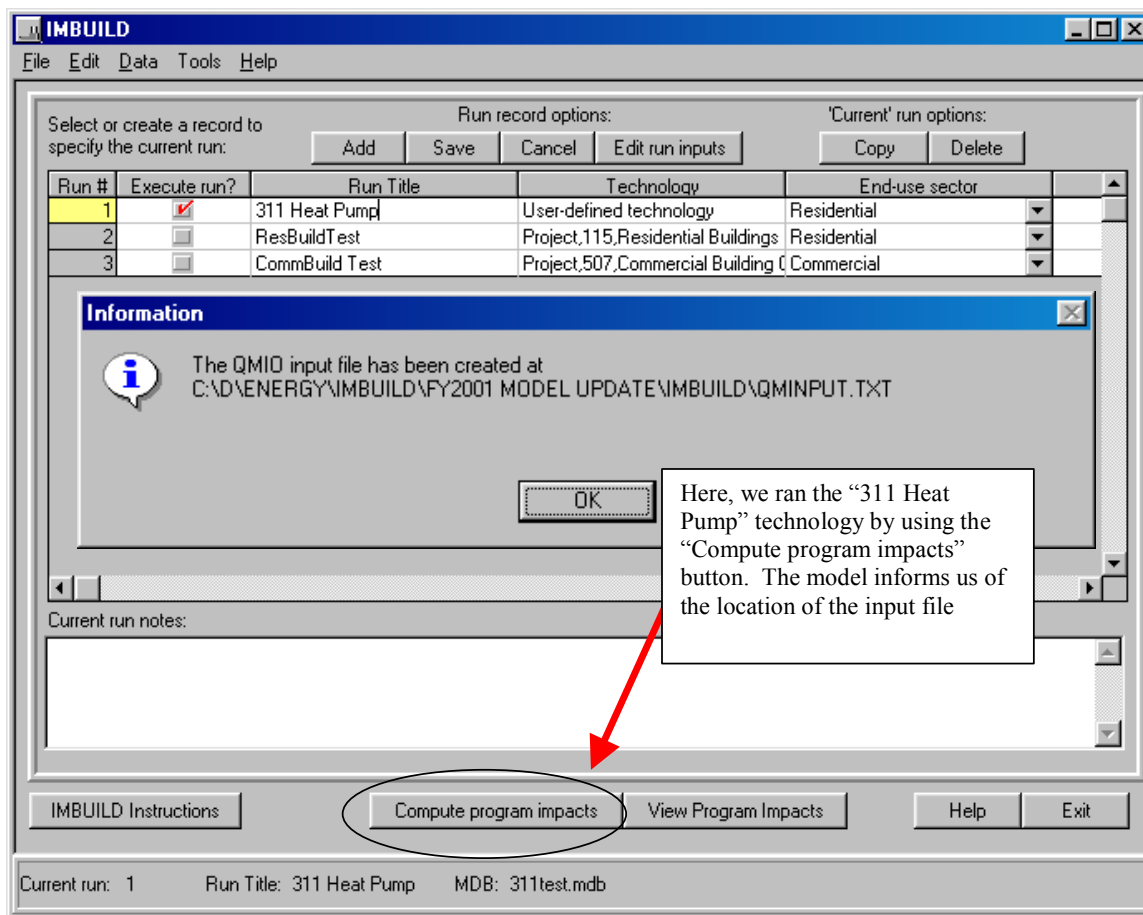 IMBUILD
File Edit Data Tools Help
Select or create a record to
specify the current run:
Run record options:
'Current' run options:
Add Save Cancel Edit run inputs Copy Delete
Run # Execute run? Run Title Technology End-use sector
1 311 Heat Pump User-defined technology Residential
2 ResBuildTest Project,115,Residential Buildings Residential
3 CommBuild Test Project,507,Commercial Building Commercial
Information
The QMIO input file has been created at
C:\D\ENERGY\IMBUILD\FY2001 MODEL UPDATE\IMBUILD\QMINPUT.TXT
OK
Here, we ran the “311 Heat
Pump” technology by using the
“Compute program impacts”
button. The model informs us of
the location of the input file
Current run notes:
IMBUILD Instructions Compute program impacts View Program Impacts Help Exit
Current run: 1 Run Title: 311 Heat Pump MDB: 311test.mdb